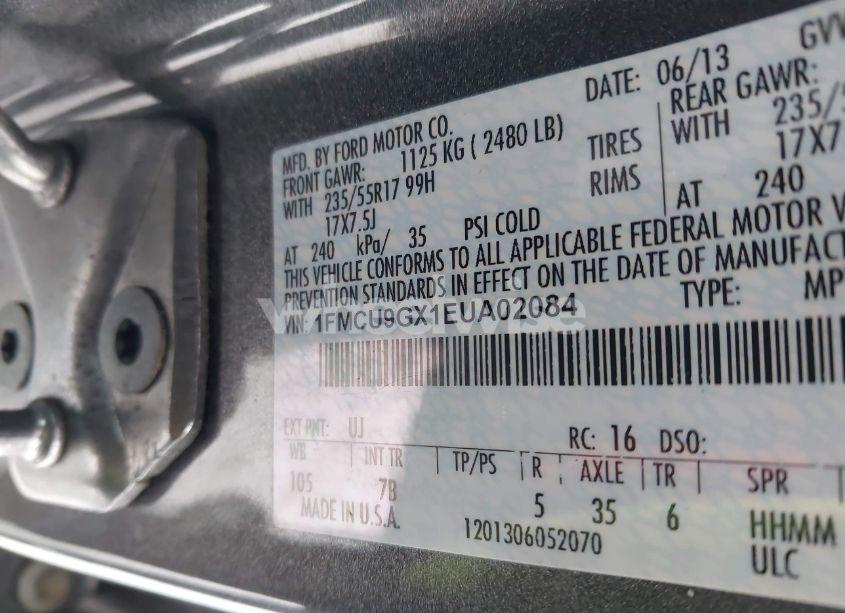 DATE: 06/13 GVW
MFD. BY FORD MOTOR CO. REAR GAWR:
FRONT GAWR: 1125 KG ( 2480 LB)
WITH 235/55R17 99H TIRES WITH 235/5
17X7.5J RIMS 17X7
AT 240 kPa/ 35 PSI COLD AT 240
THIS VEHICLE CONFORMS TO ALL APPLICABLE FEDERAL MOTOR V
PREVENTION STANDARDS IN EFFECT ON THE DATE OF MANUFACT
VIN: 1FMCU9GX1EUA02084 TYPE: MP
EXT PNT: UJ RC: 16 DSO:
WB INT TR TP/PS R AXLE TR SPR
105 7B 5 35 6 HHMM
MADE IN U.S.A. 1201306052070 ULC